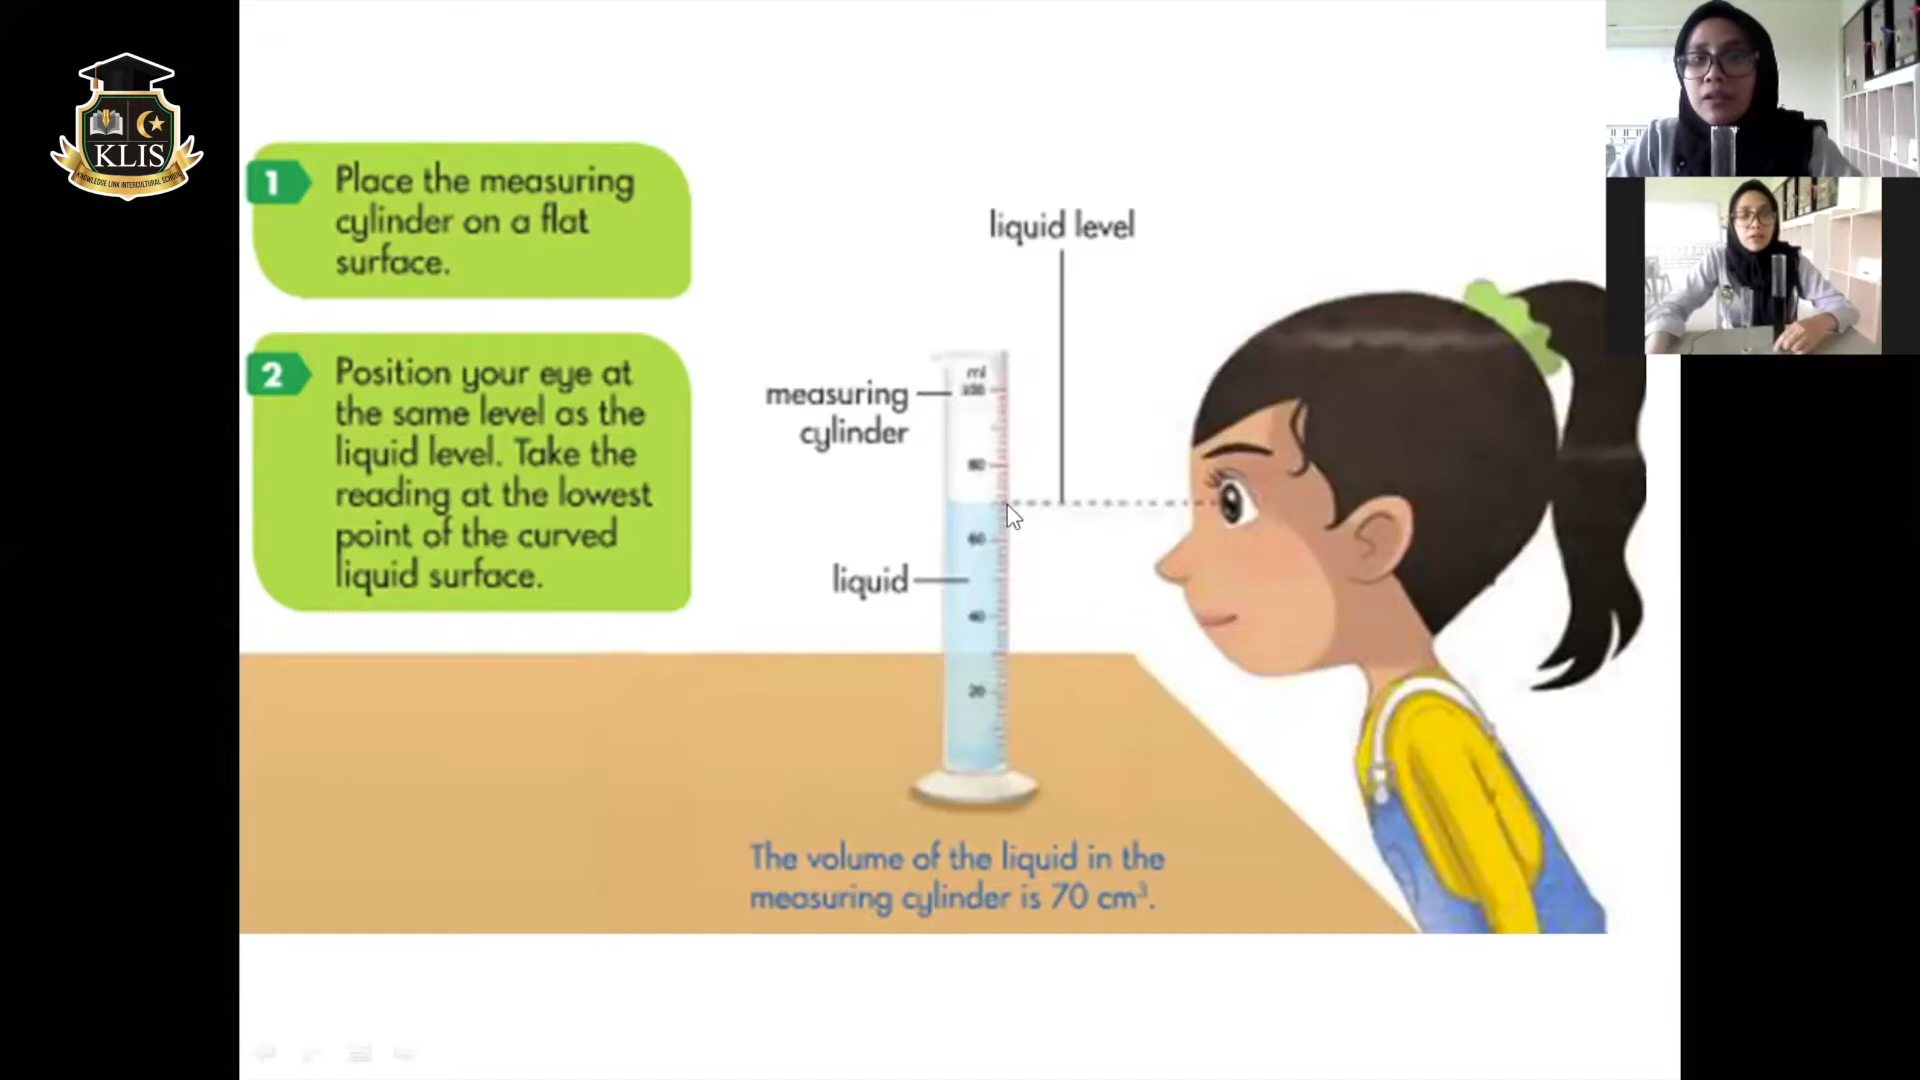 KLIS
KNOWLEDGE LINK INTERCULTURAL SCHOOL
1
Place the measuring
cylinder on a flat
surface.
2
Position your eye at
the same level as the
liquid level. Take the
reading at the lowest
point of the curved
liquid surface.
liquid level
measuring
cylinder
liquid
ml
100
80
60
40
20
The volume of the liquid in the
measuring cylinder is 70 cm³.